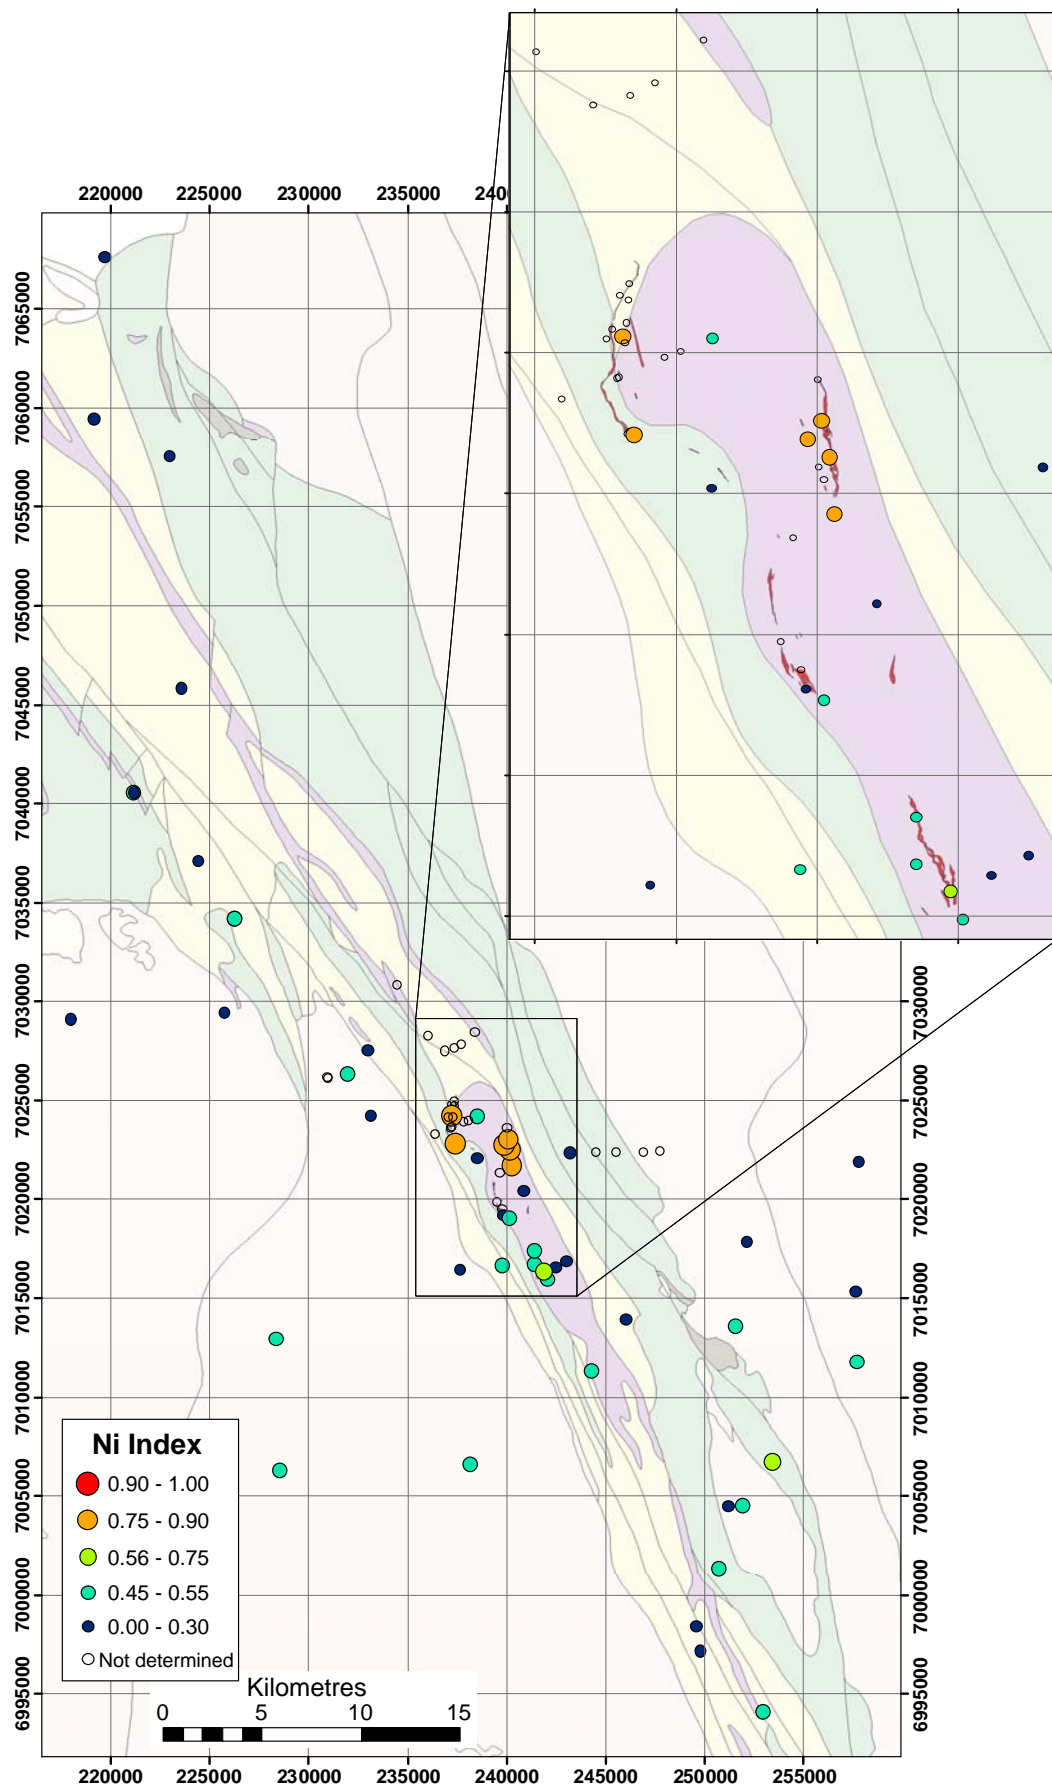 220000 225000 230000 235000 240
7065000
7060000
7055000
7050000
7045000
7040000
7035000
7030000 7030000
7025000 7025000
7020000 7020000
7015000 7015000
7010000 7010000
7005000 7005000
7000000 7000000
6995000 6995000
Ni Index
0.90 - 1.00
0.75 - 0.90
0.56 - 0.75
0.45 - 0.55
0.00 - 0.30
Not determined
Kilometres
0 5 10 15
220000 225000 230000 235000 240000 245000 250000 255000